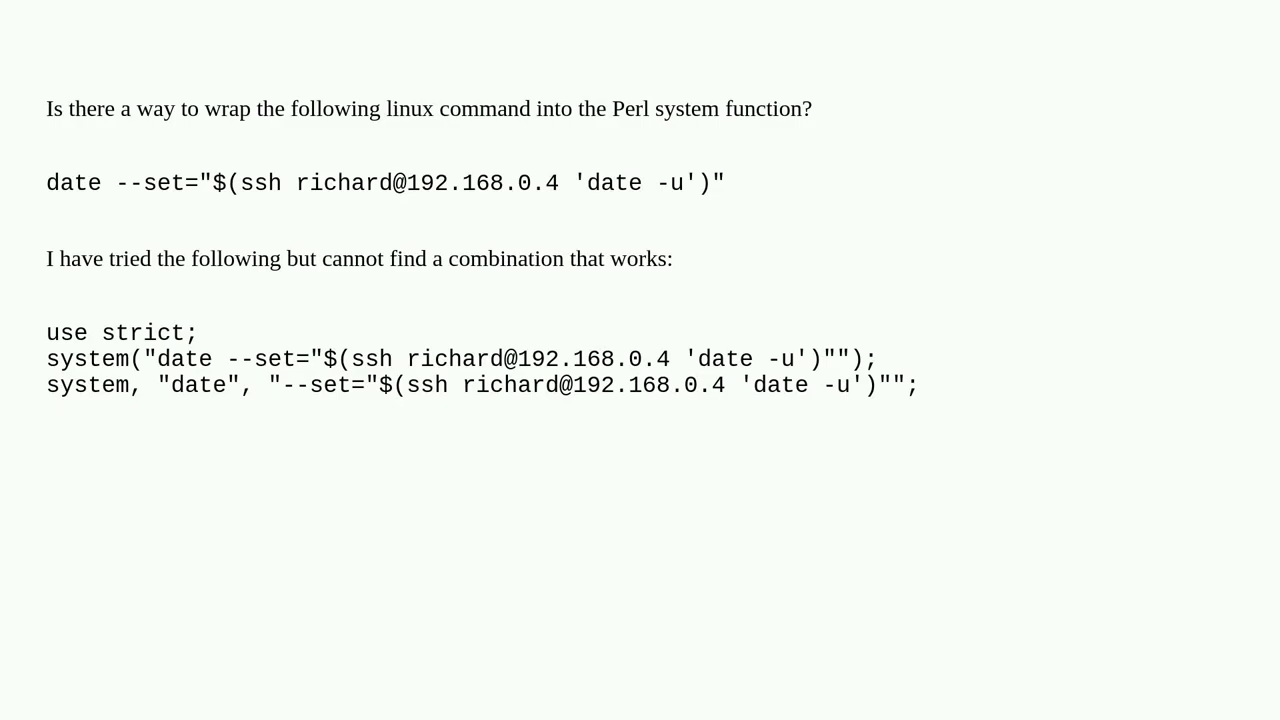 Is there a way to wrap the following linux command into the Perl system function?
date --set="$(ssh richard@192.168.0.4 'date -u')"
I have tried the following but cannot find a combination that works:
use strict;
system("date --set="$(ssh richard@192.168.0.4 'date -u')"");
system, "date", "--set="$(ssh richard@192.168.0.4 'date -u')"";